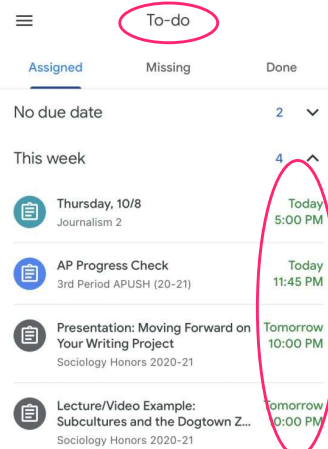 To-do
Assigned Missing Done
No due date 2
This week 4
Thursday, 10/8 Today
Journalism 2 5:00 PM
AP Progress Check Today
3rd Period APUSH (20-21) 11:45 PM
Presentation: Moving Forward on Tomorrow
Your Writing Project 10:00 PM
Sociology Honors 2020-21
Lecture/Video Example: Tomorrow
Subcultures and the Dogtown Z... 0:00 PM
Sociology Honors 2020-21